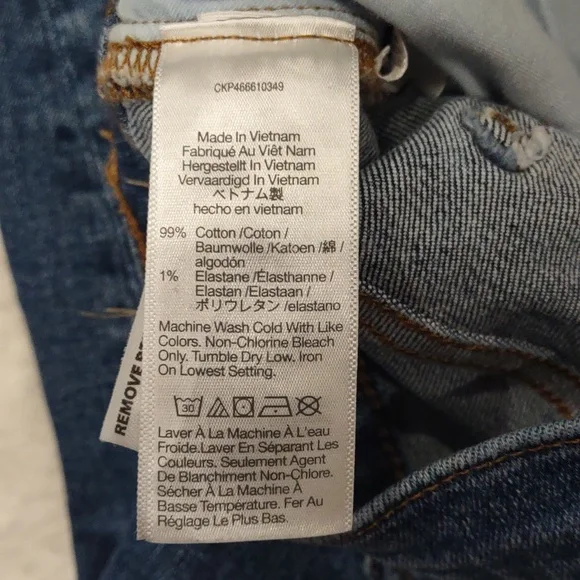 CKP466610349
Made In Vietnam
Fabriqué Au Viêt Nam
Hergestellt In Vietnam
Vervaardigd In Vietnam
ベトナム製
hecho en vietnam
99% Cotton /Coton /
Baumwolle /Katoen /綿 /
algodón
1% Elastane /Élasthanne /
Elastan /Elastaan /
ポリウレタン /elastano
Machine Wash Cold With Like
Colors. Non-Chlorine Bleach
Only. Tumble Dry Low. Iron
On Lowest Setting.
30
Laver À La Machine À L'eau
Froide.Laver En Séparant Les
Couleurs. Seulement Agent
De Blanchiment Non-Chlore.
Sécher À La Machine À
Basse Température. Fer Au
Réglage Le Plus Bas.
REMOVE